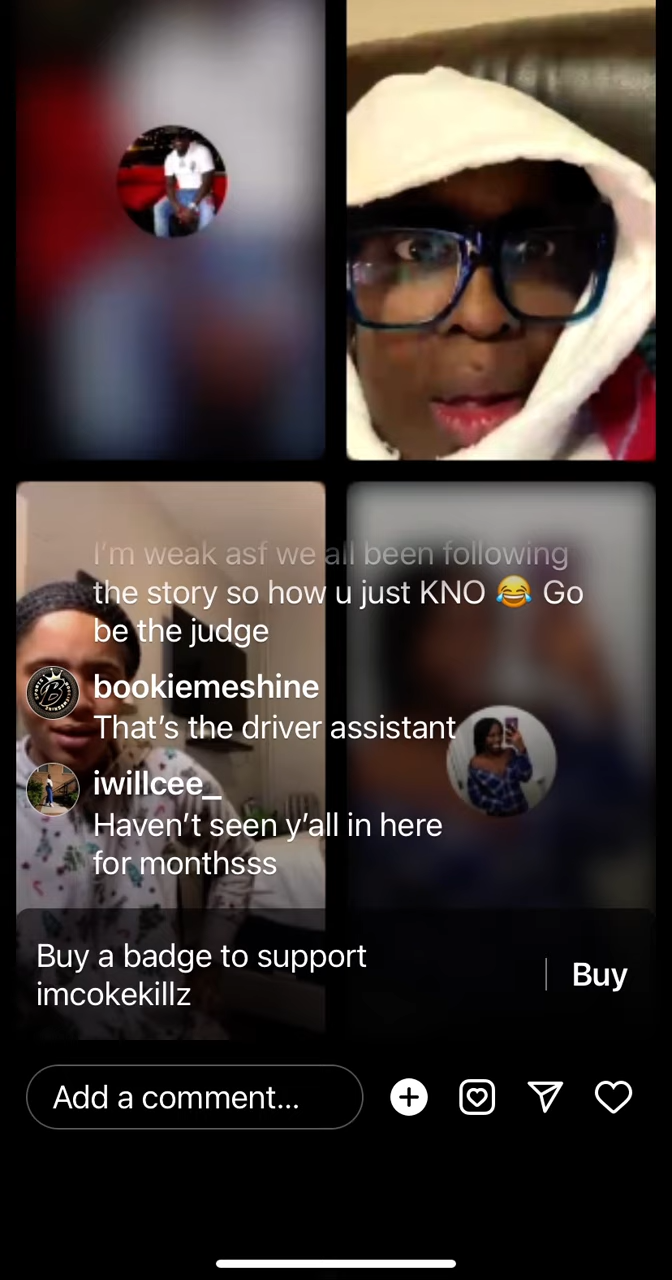 I'm weak asf we all been following
the story so how u just KNO 😂 Go
be the judge
bookiemeshine
That's the driver assistant
iwillcee_
Haven't seen y'all in here
for monthsss
Buy a badge to support
imcokekillz
Buy
Add a comment...